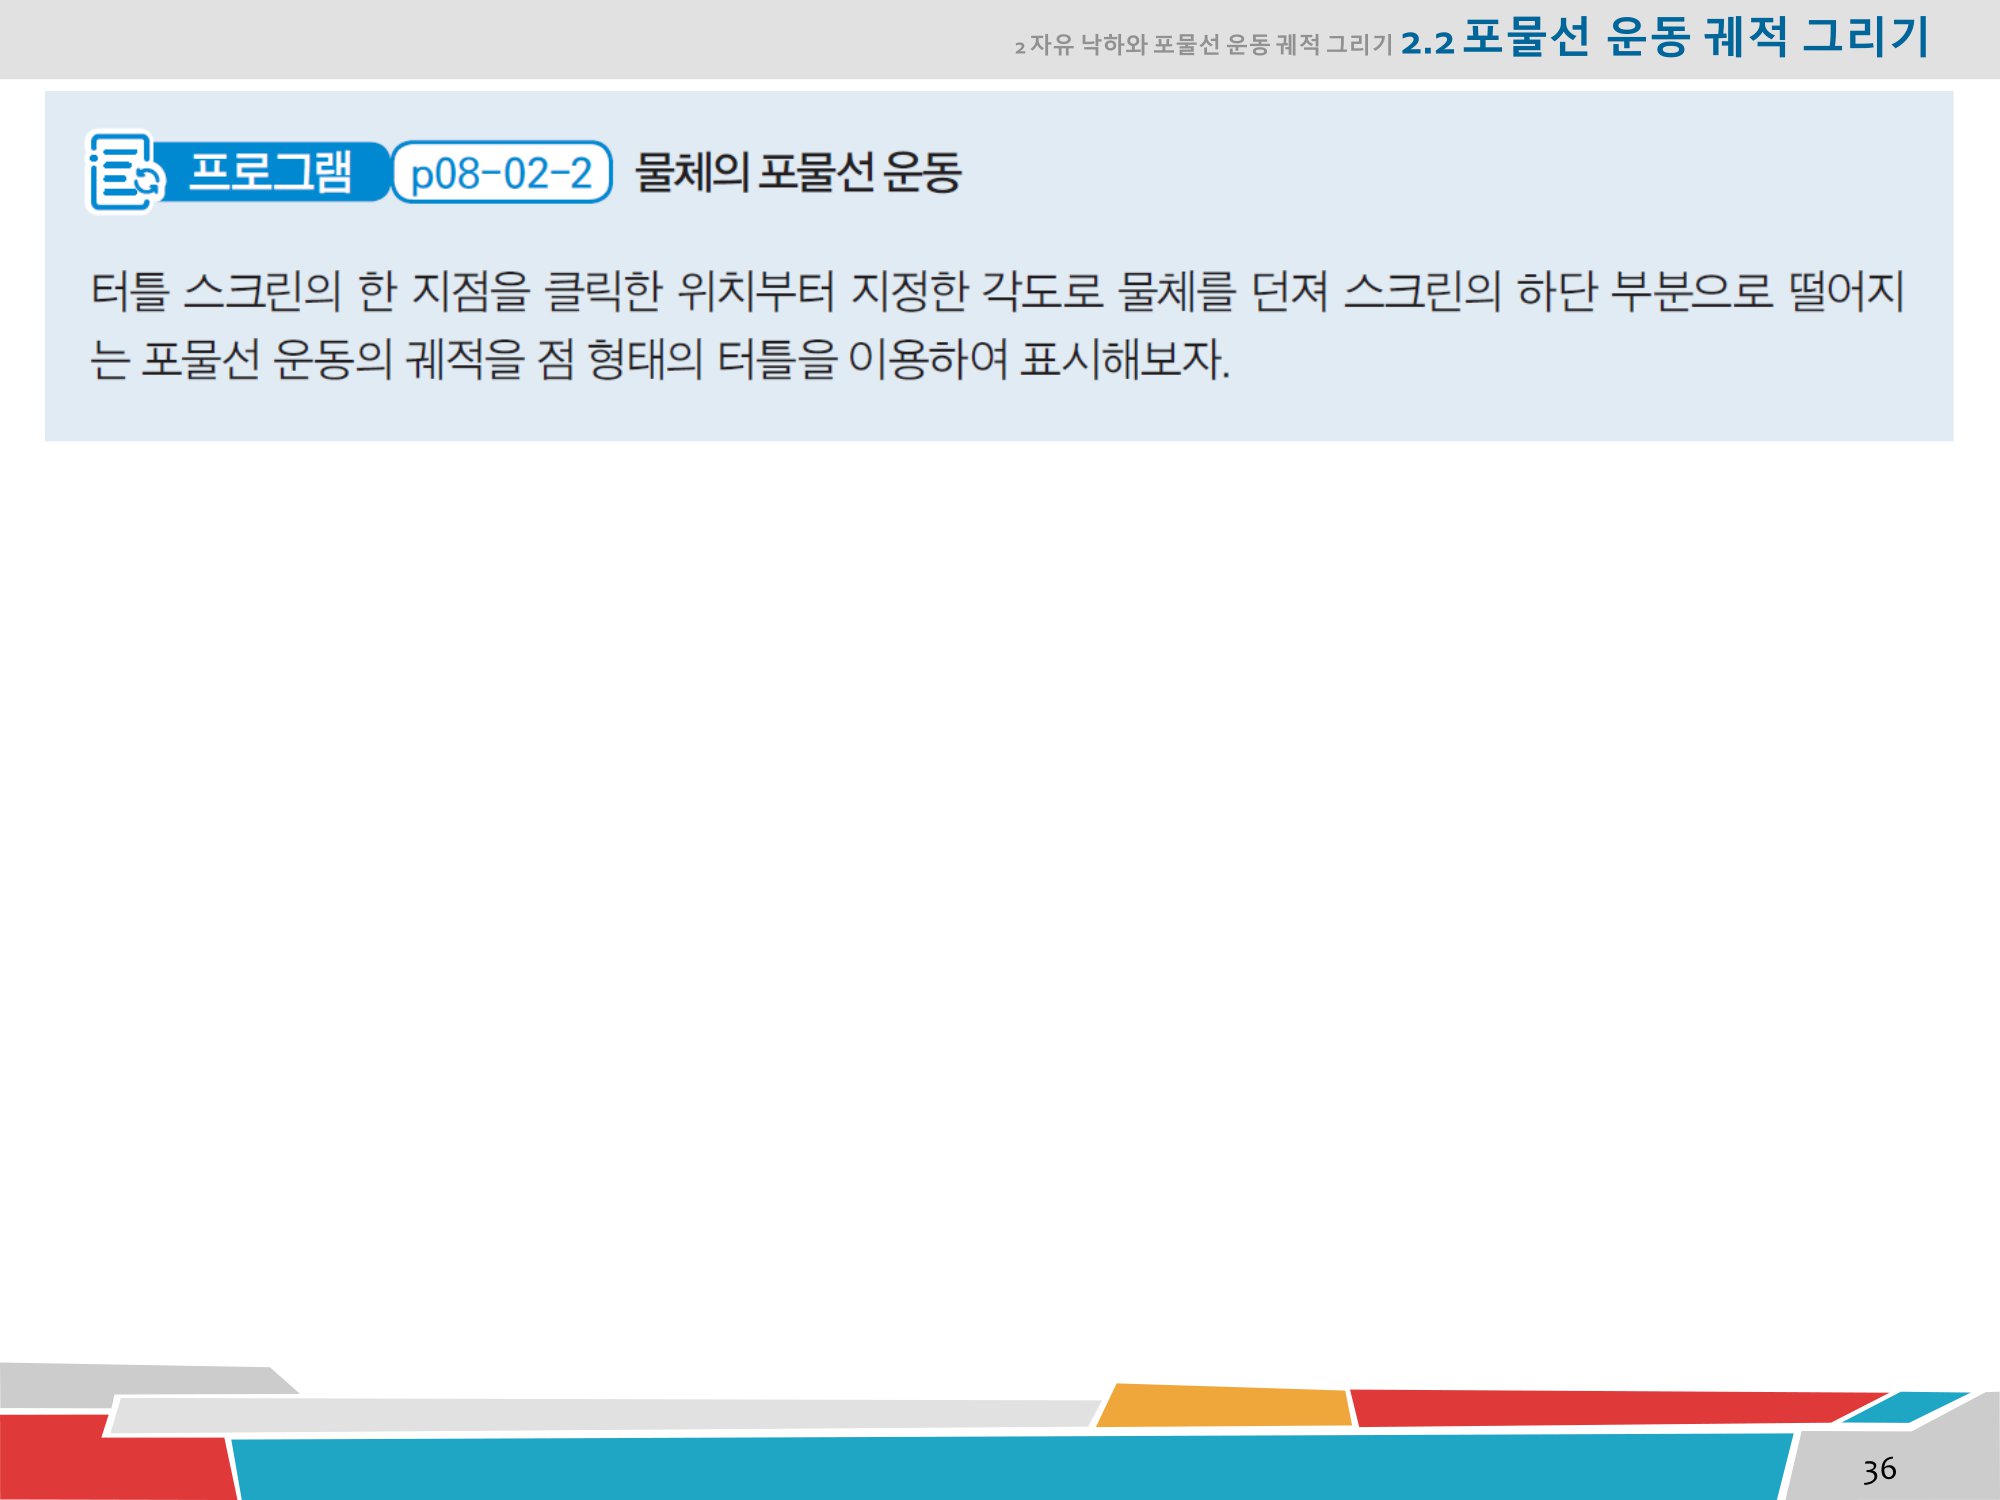 2 자유 낙하와 포물선 운동 궤적 그리기 2.2 포물선 운동 궤적 그리기
프로그램 p08-02-2 물체의 포물선 운동
터틀 스크린의 한 지점을 클릭한 위치부터 지정한 각도로 물체를 던져 스크린의 하단 부분으로 떨어지
는 포물선 운동의 궤적을 점 형태의 터틀을 이용하여 표시해보자.
36